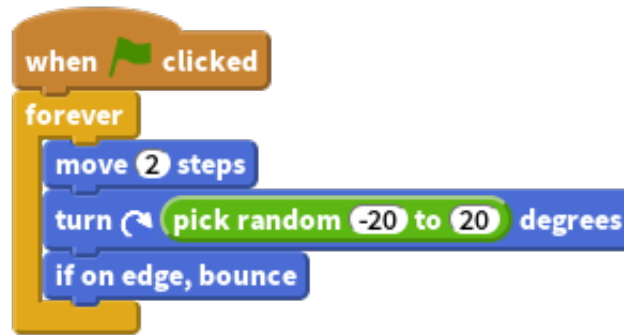 when clicked
forever
move 2 steps
turn pick random -20 to 20 degrees
if on edge, bounce